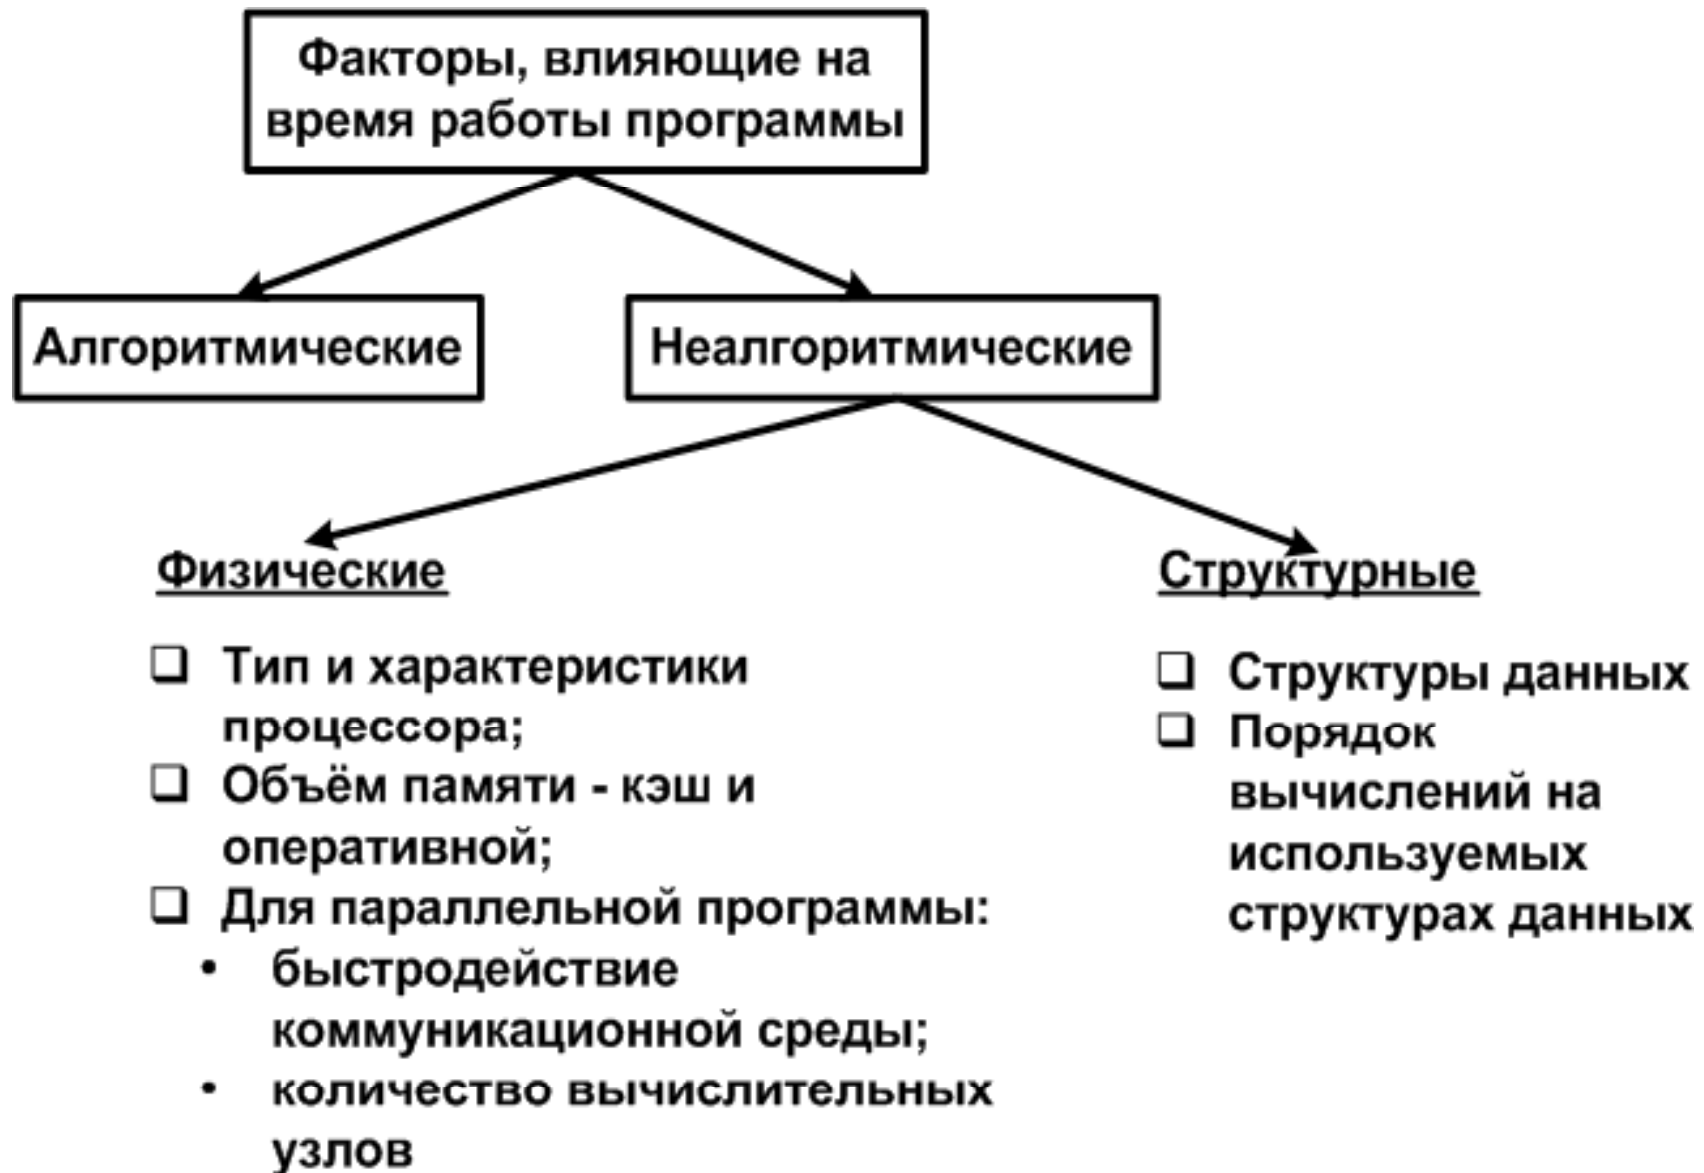 Факторы, влияющие на
время работы программы
Алгоритмические
Неалгоритмические
Физические
Тип и характеристики
процессора;
Объём памяти - кэш и
оперативной;
Для параллельной программы:
• быстродействие
коммуникационной среды;
• количество вычислительных
узлов
Структурные
Структуры данных
Порядок
вычислений на
используемых
структурах данных